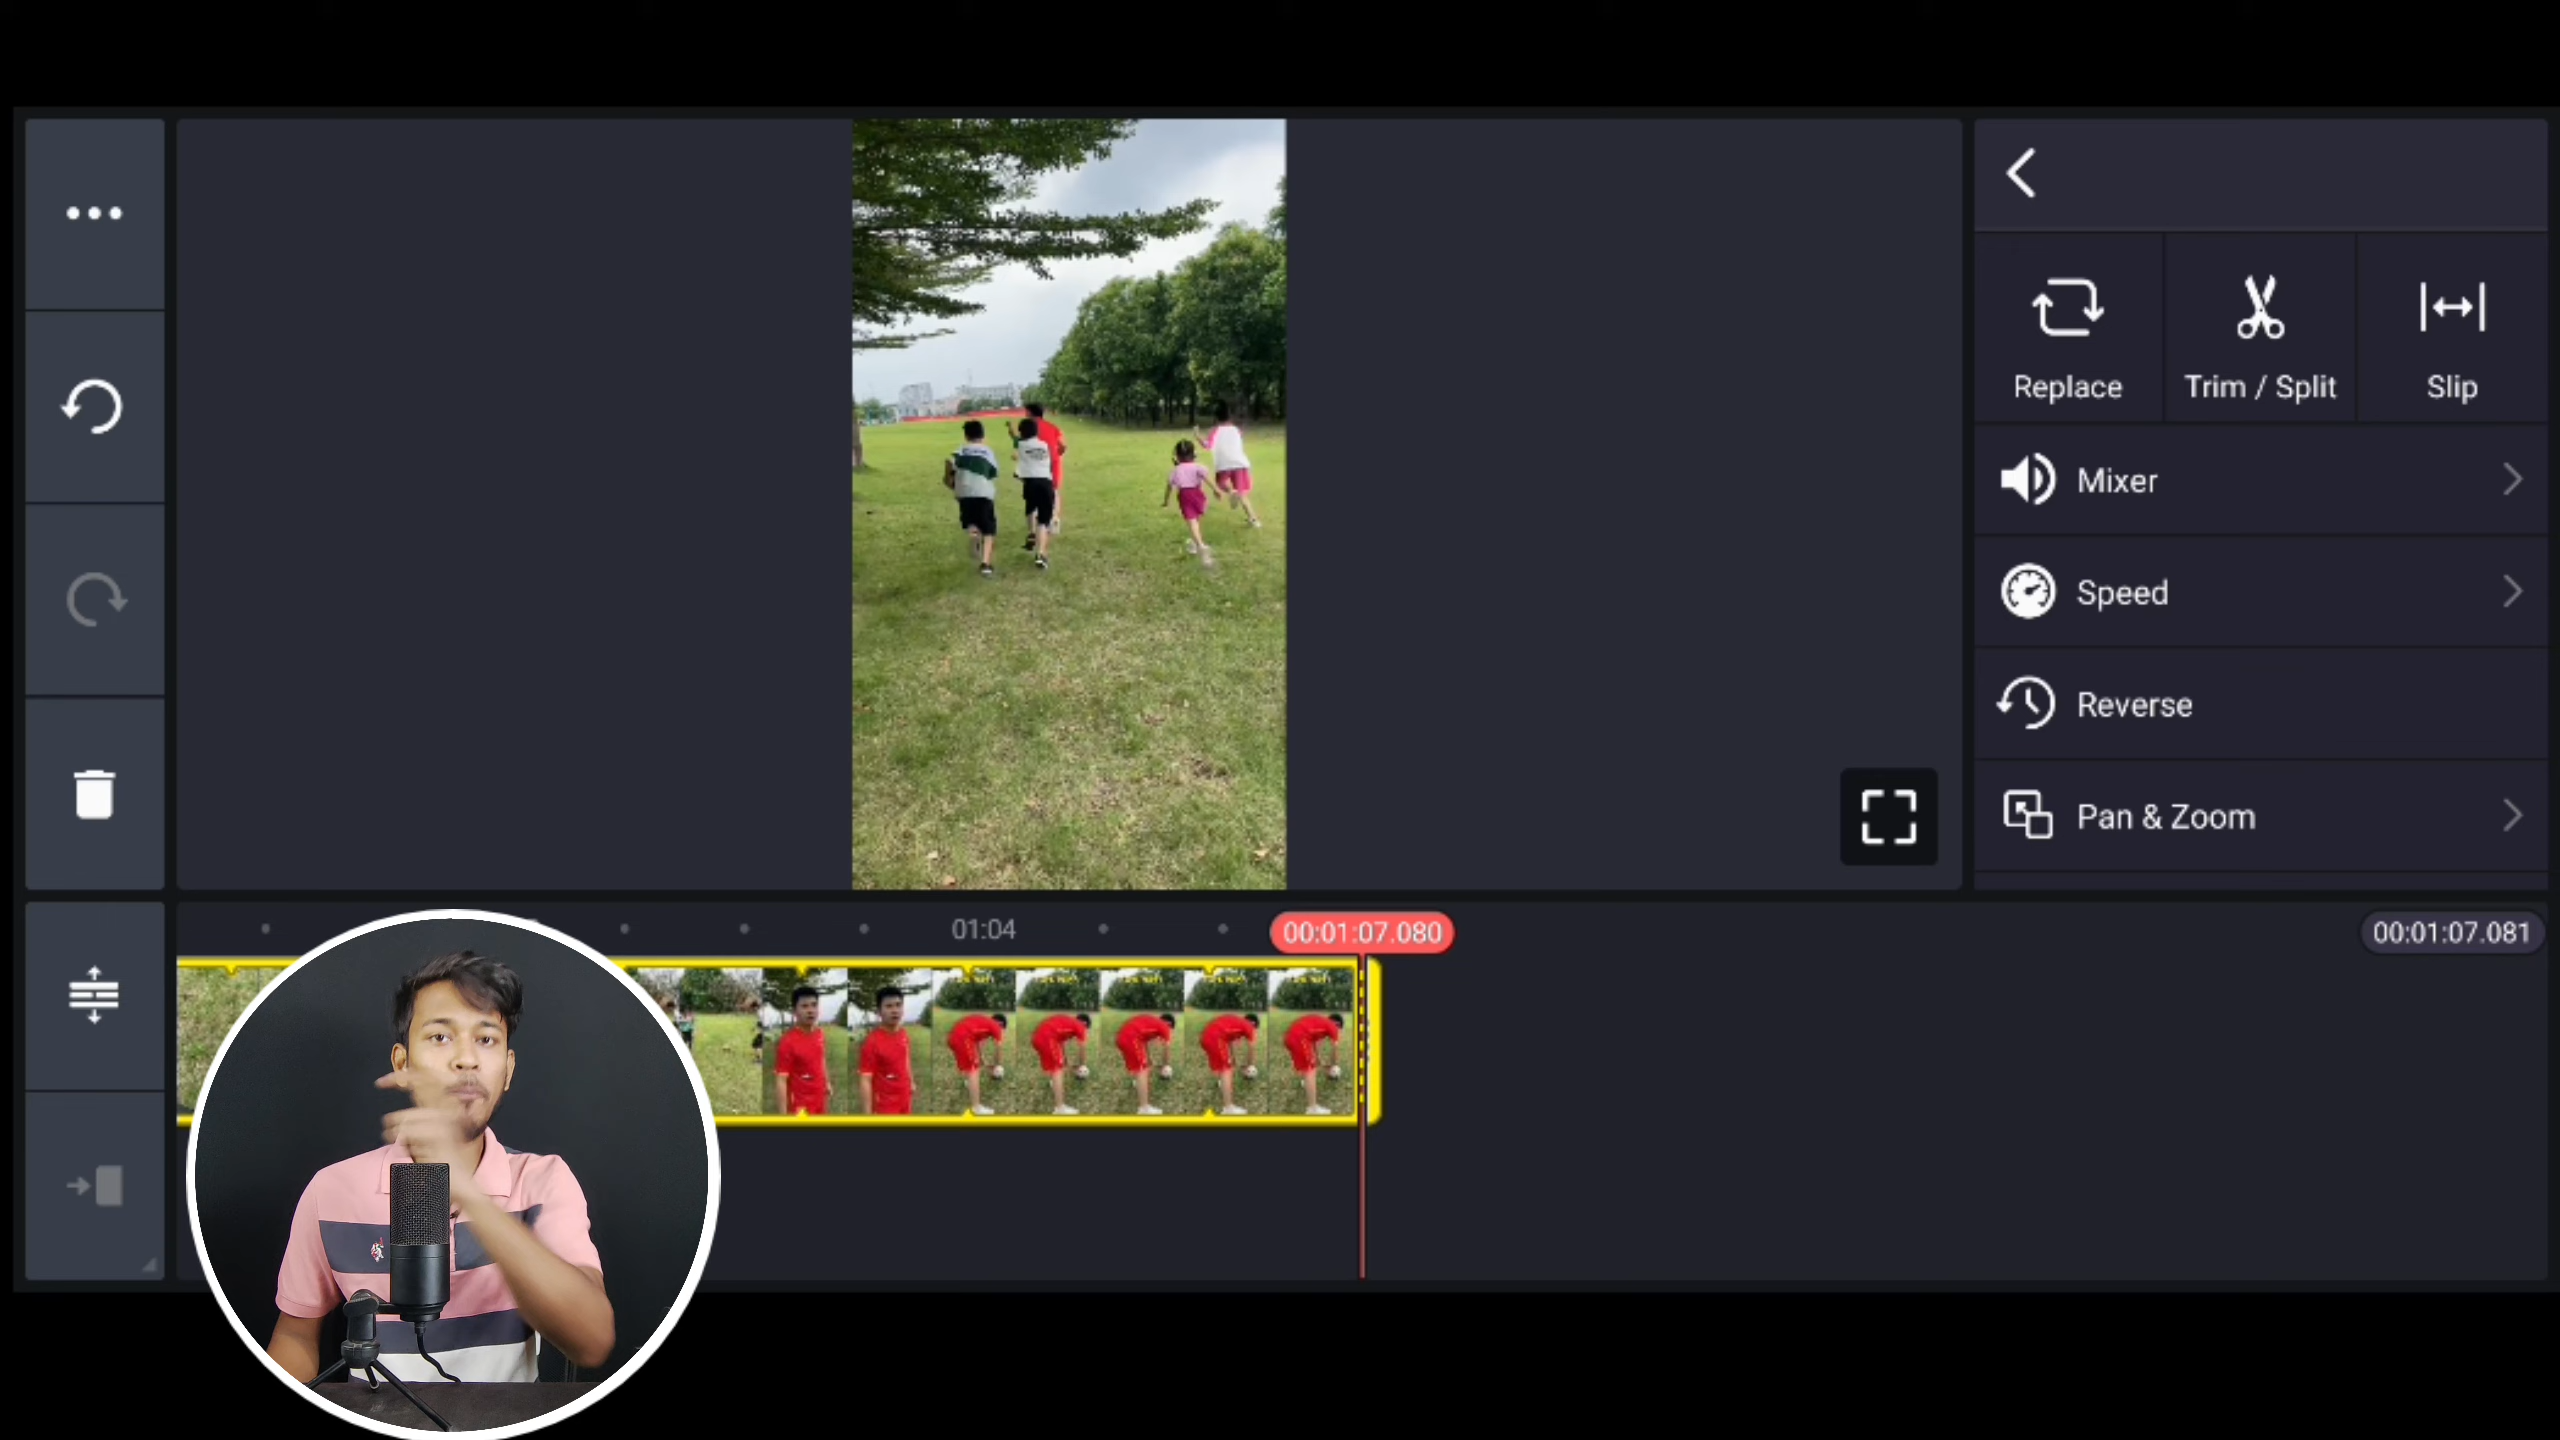 Replace
Trim / Split
Slip
Mixer
Speed
Reverse
Pan & Zoom
01:04
00:01:07.080
00:01:07.081